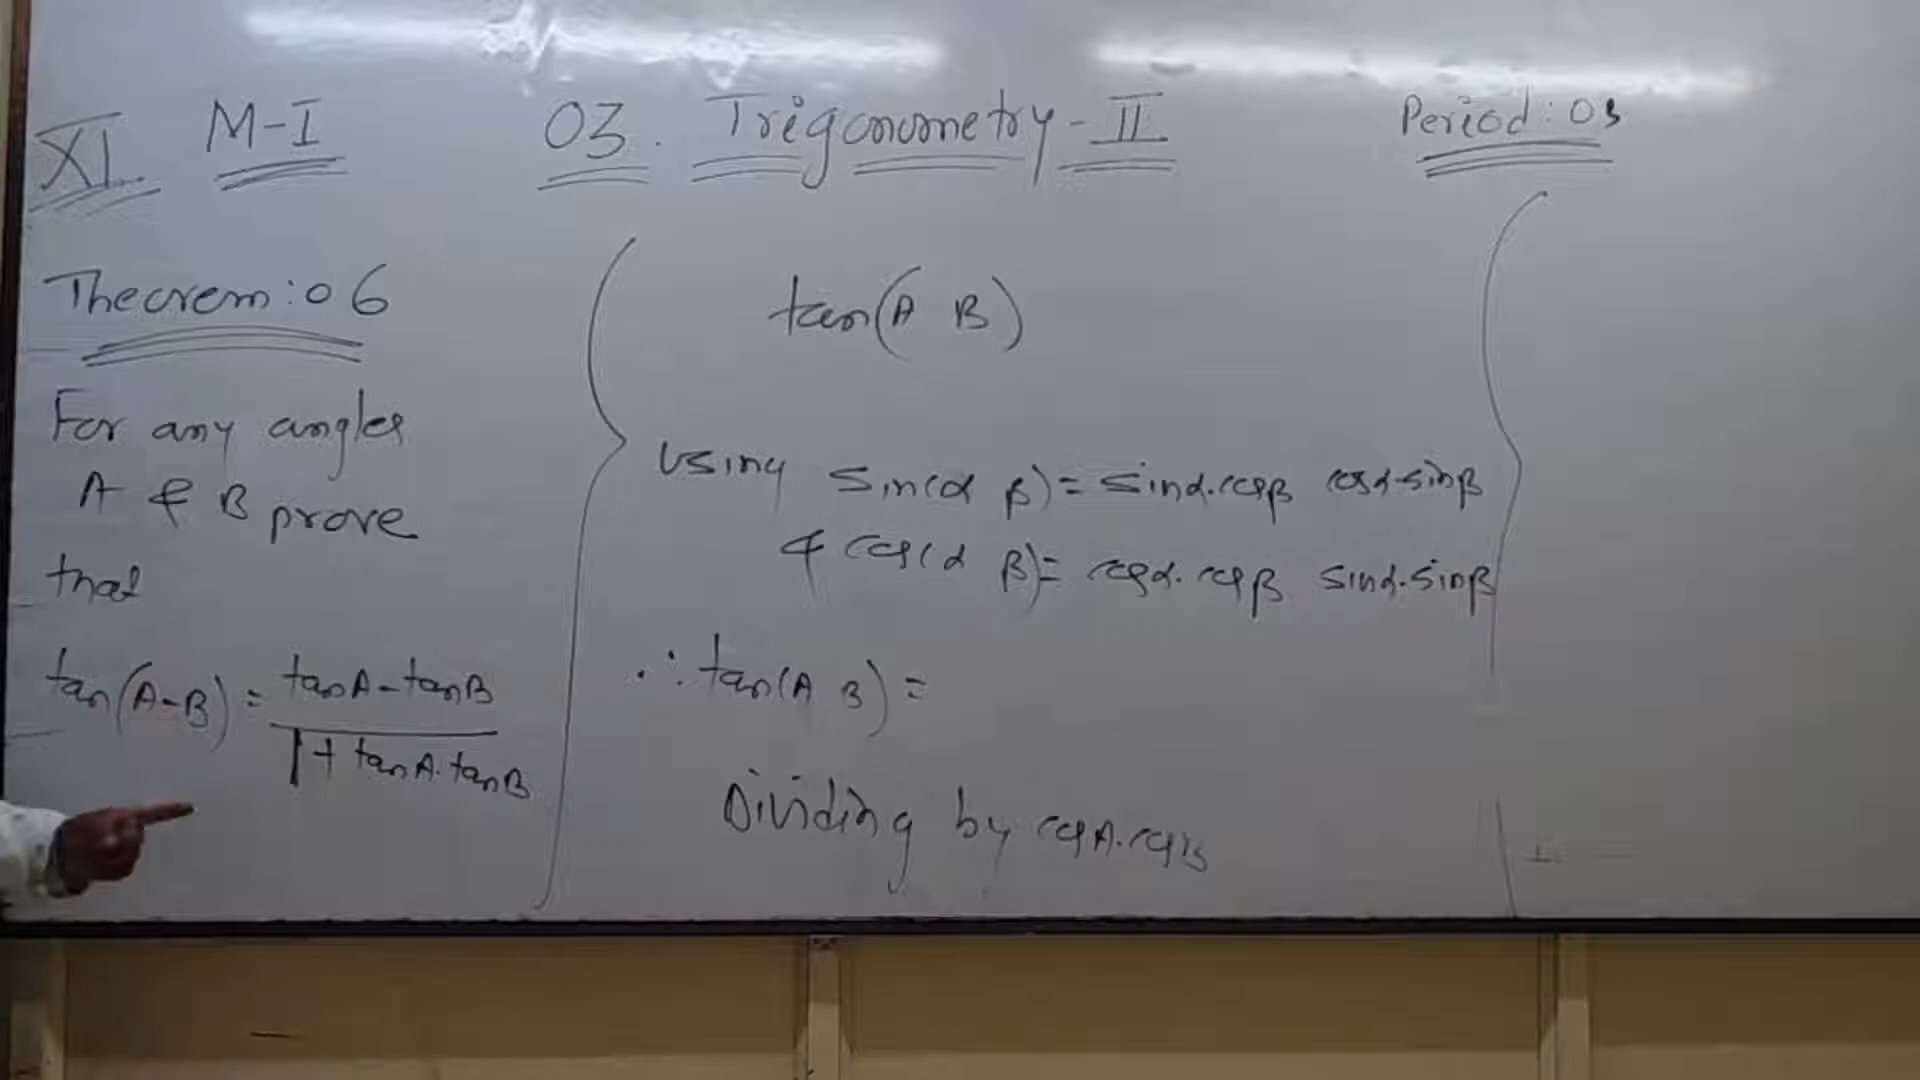 XI M-I 03. Trigonometry-II Period: 03
Theorem: 06
For any angles
A & B prove
that
tan(A-B) = tanA-tanB
1+ tanA.tanB
tan(A B)
using sin(α β)= sinα.cosβ cosα.sinβ
& cos(α β)= cosα.cosβ sinα.sinβ
∴ tan(A B) =
Dividing by cosA.cosB